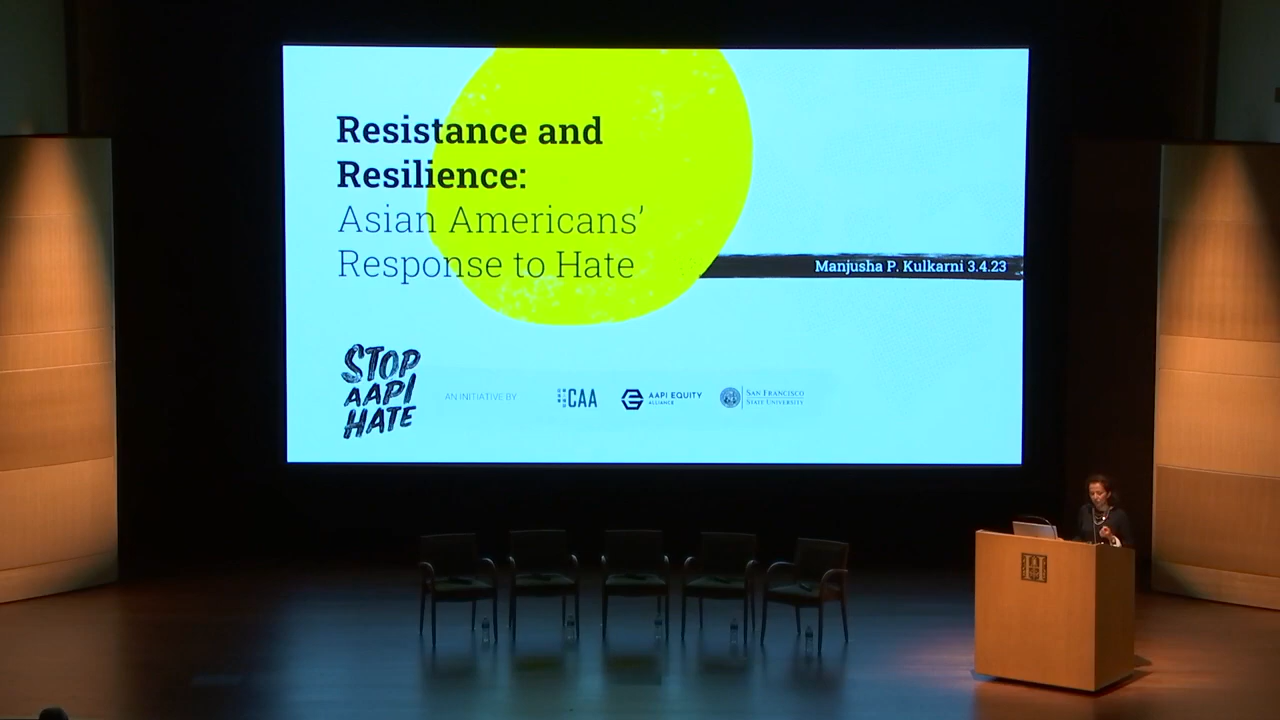 Resistance and
Resilience:
Asian Americans'
Response to Hate
Manjusha P. Kulkarni 3.4.23
STOP
AAPI
HATE
AN INITIATIVE BY
CAA
AAPI EQUITY
ALLIANCE
SAN FRANCISCO
STATE UNIVERSITY